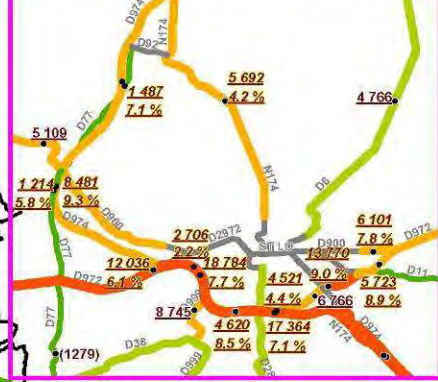 D974
N174
D92
1 487
7.1 %
5 692
4.2 %
4 766
D77
5 109
N174
D6
1 214
5.8 %
8 481
9.3 %
D900
D974
2 706
2.2 %
D2972
D900
6 101
7.8 %
D972
13 770
9.0 %
D77
12 036
6.1 %
18 784
7.7 %
4 521
4.4 %
5 723
8.9 %
D11
D972
8 745
6 766
4 620
8.5 %
17 364
7.1 %
N174
D974
D77
(1279)
D38
D999